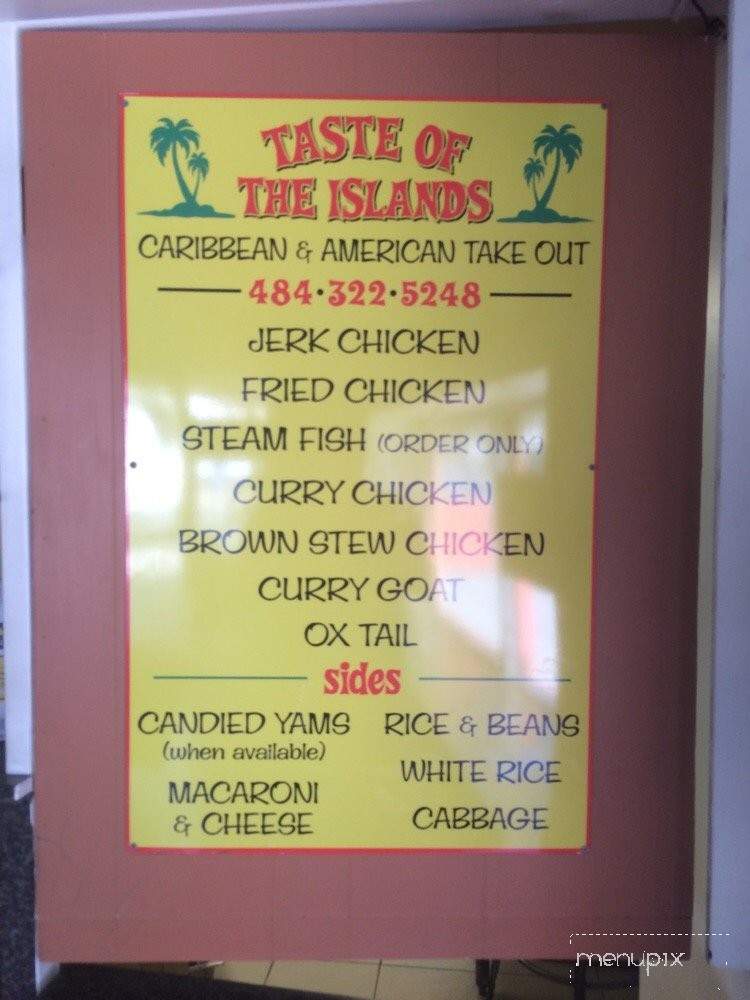 TASTE OF
THE ISLANDS
CARIBBEAN & AMERICAN TAKE OUT
484•322•5248
JERK CHICKEN
FRIED CHICKEN
STEAM FISH (ORDER ONLY)
CURRY CHICKEN
BROWN STEW CHICKEN
CURRY GOAT
OX TAIL
sides
CANDIED YAMS
(when available)
MACARONI
& CHEESE
RICE & BEANS
WHITE RICE
CABBAGE
menupix